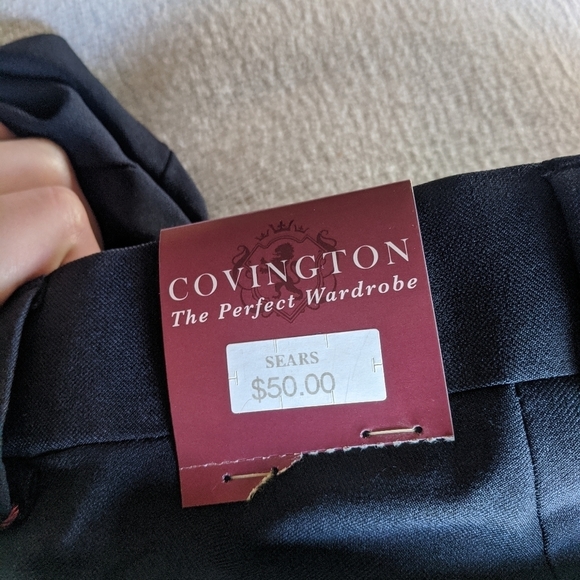 COVINGTON
The Perfect Wardrobe
SEARS
$50.00